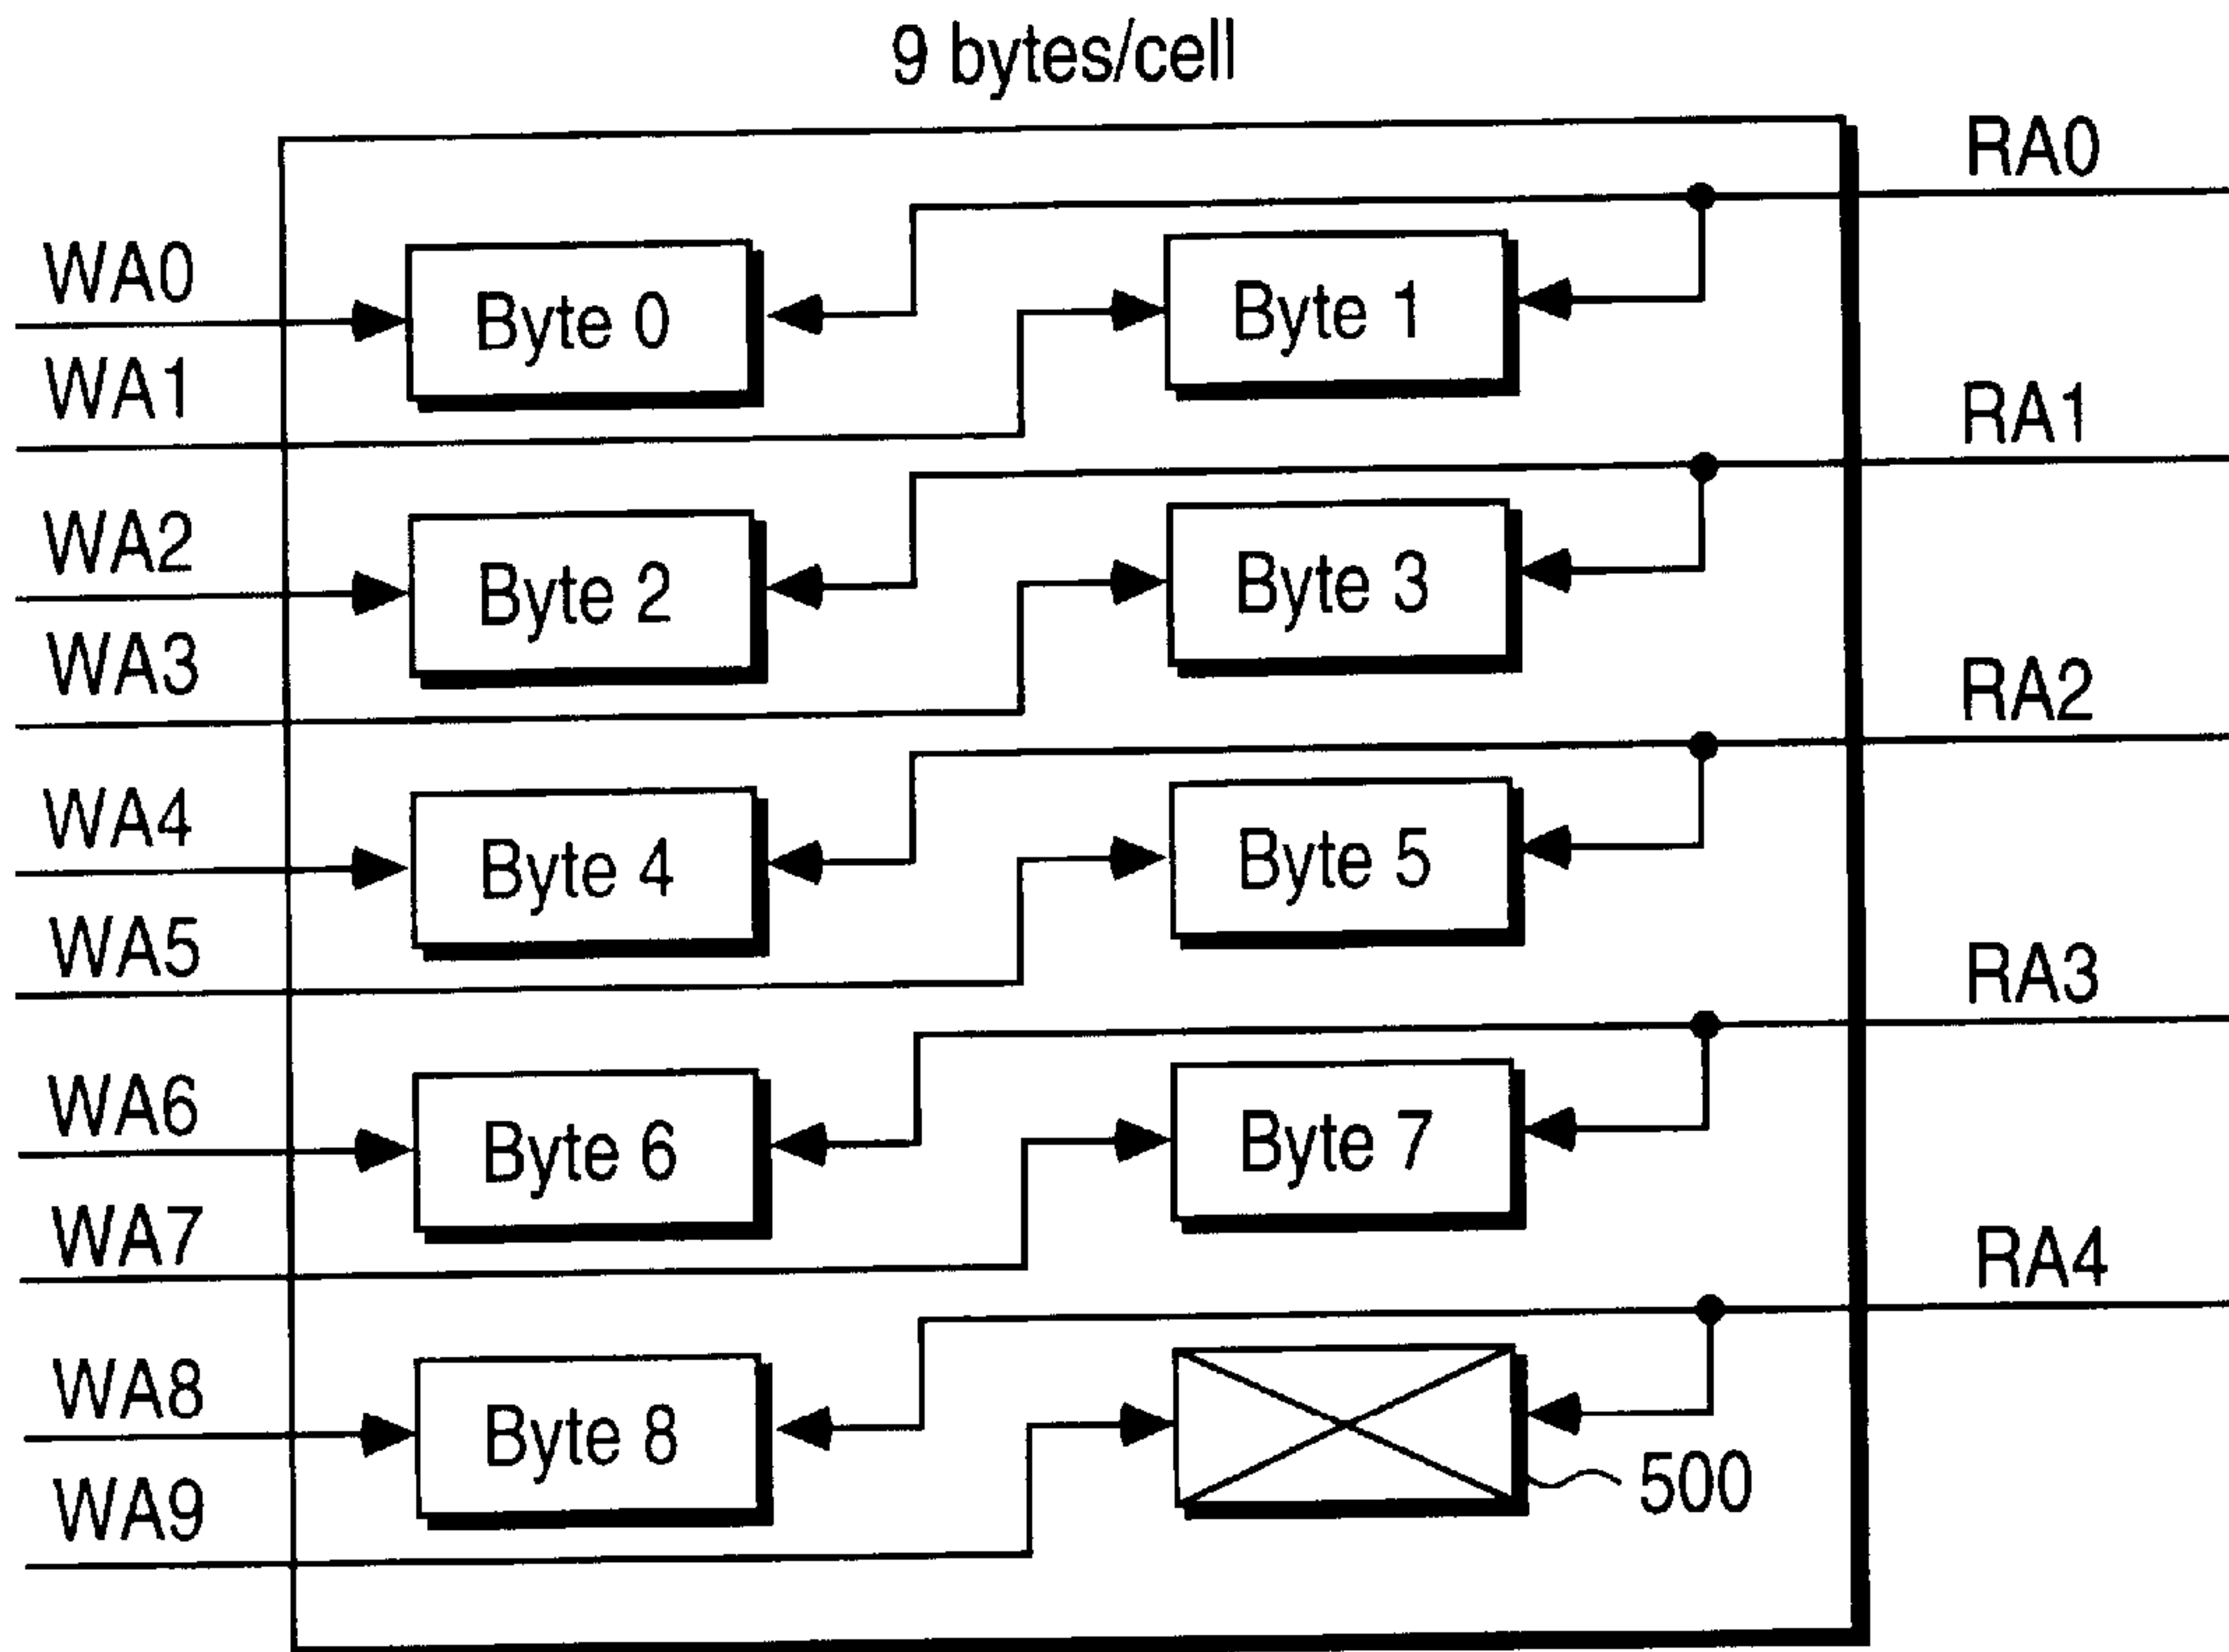 9 bytes/cell
RA0
WA0
Byte 0
Byte 1
WA1
RA1
WA2
Byte 2
Byte 3
WA3
RA2
WA4
Byte 4
Byte 5
WA5
RA3
WA6
Byte 6
Byte 7
WA7
RA4
WA8
Byte 8
500
WA9